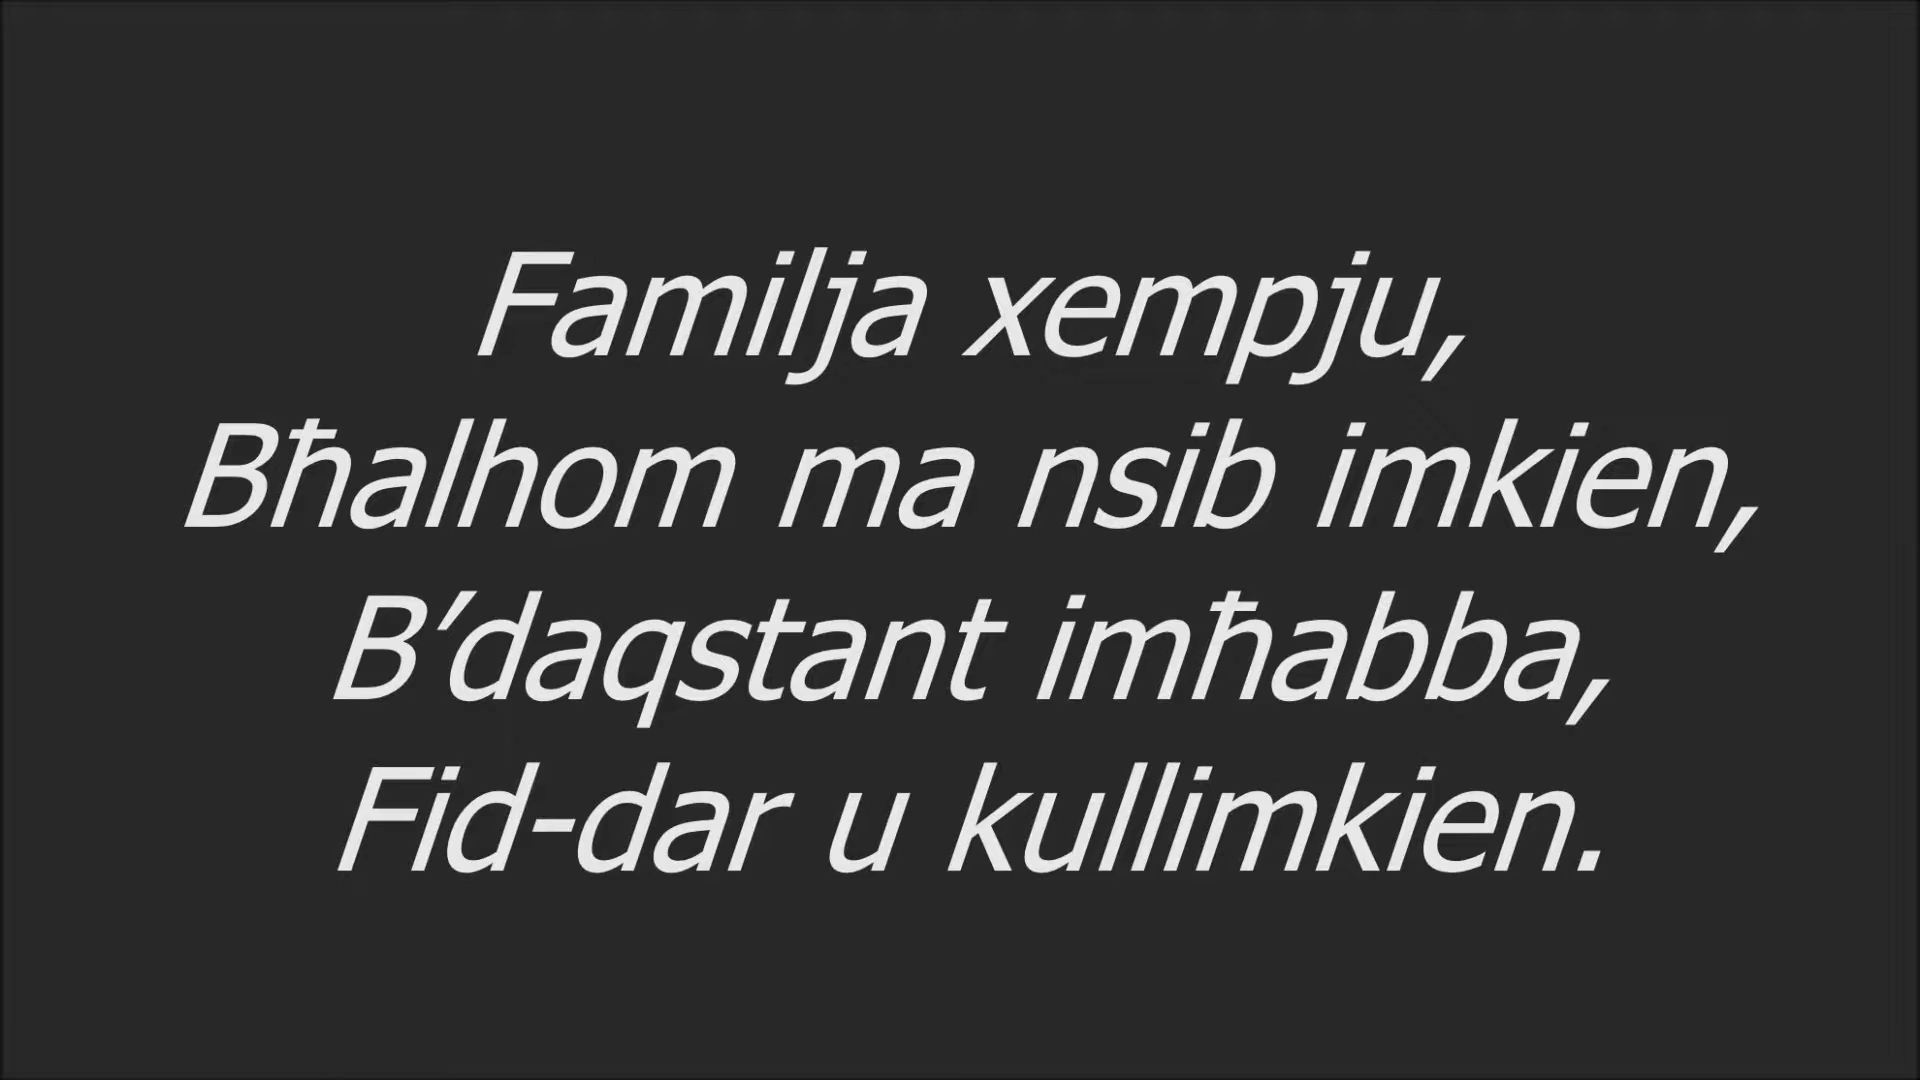 Familja xempju,
Bħalhom ma nsib imkien,
B’daqstant imħabba,
Fid-dar u kullimkien.